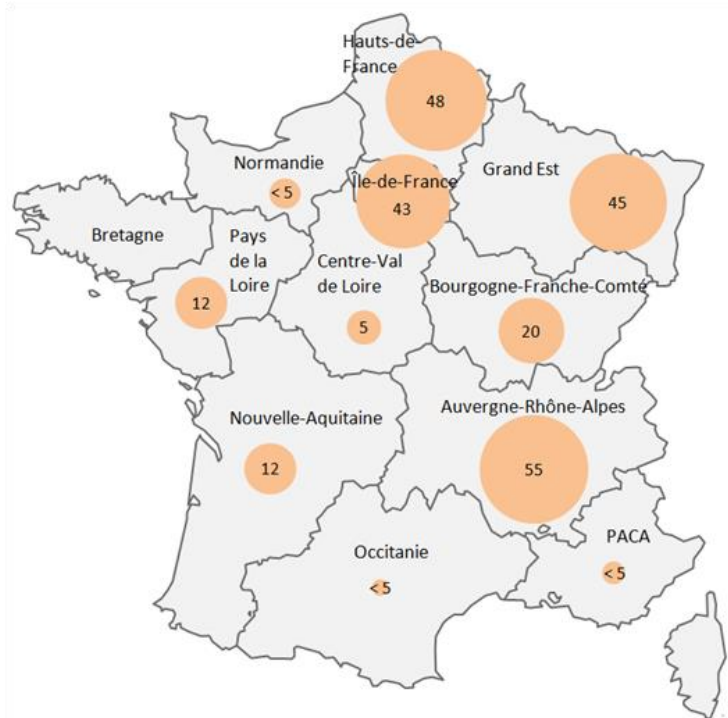 Hauts-de-
France
48
Normandie
< 5
Île-de-France
43
Grand Est
45
Bretagne
Pays
de la
Loire
12
Centre-Val
de Loire
5
Bourgogne-Franche-Comté
20
Nouvelle-Aquitaine
12
Auvergne-Rhône-Alpes
55
Occitanie
< 5
PACA
< 5